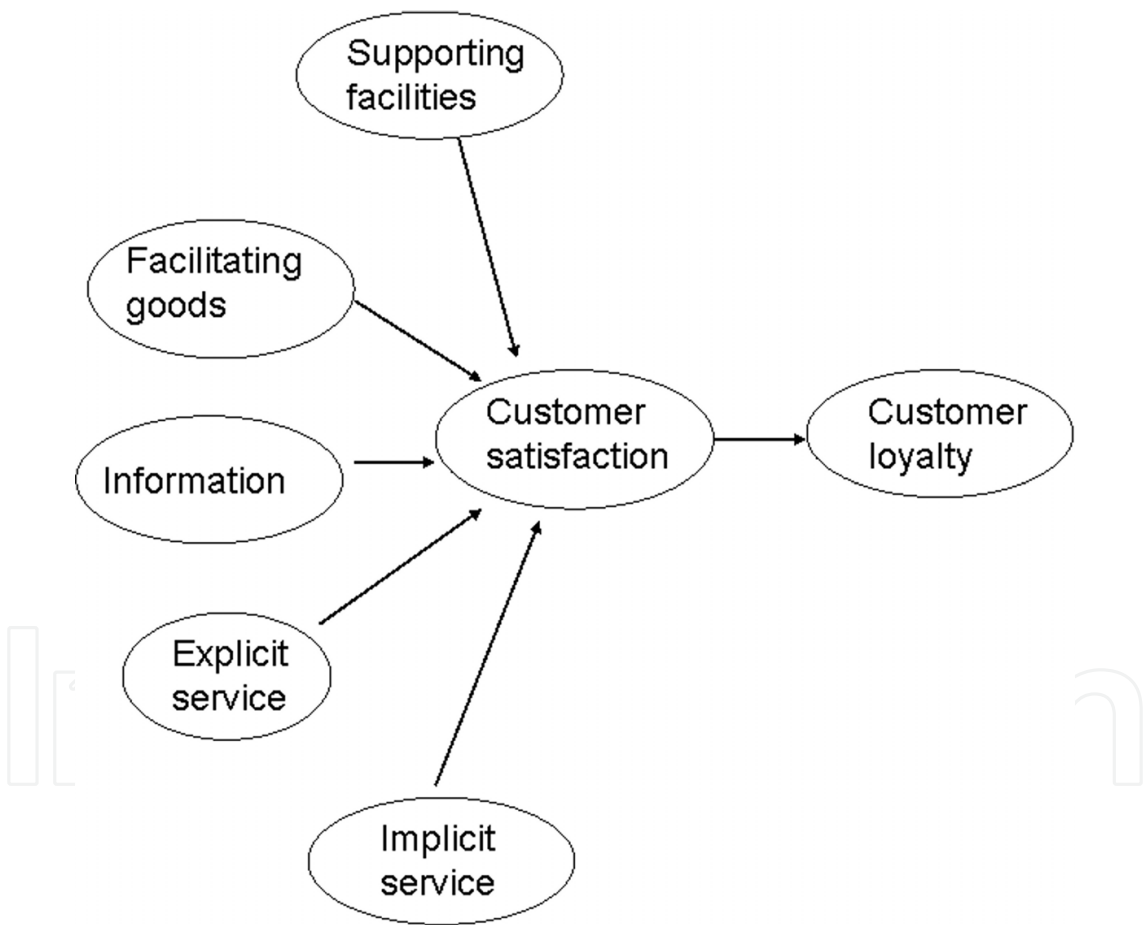 Supporting
facilities
Facilitating
goods
Information
Customer
satisfaction
Customer
loyalty
Explicit
service
Implicit
service